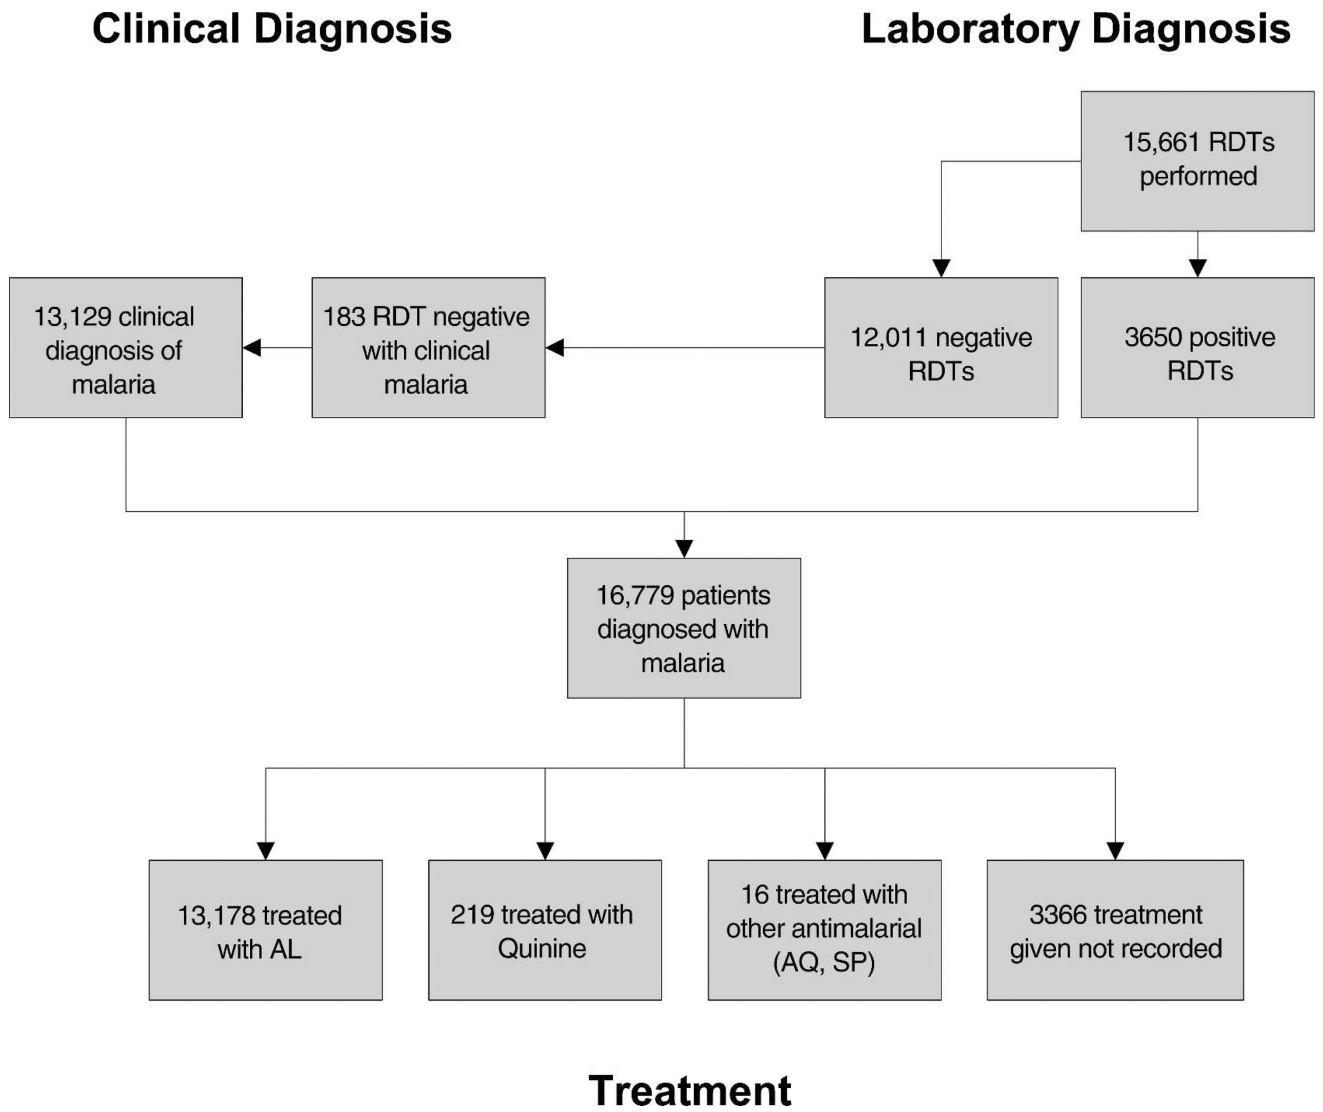 Clinical Diagnosis
Laboratory Diagnosis
15,661 RDTs
performed
13,129 clinical
diagnosis of
malaria
183 RDT negative
with clinical
malaria
12,011 negative
RDTs
3650 positive
RDTs
16,779 patients
diagnosed with
malaria
13,178 treated
with AL
219 treated with
Quinine
16 treated with
other antimalarial
(AQ, SP)
3366 treatment
given not recorded
Treatment